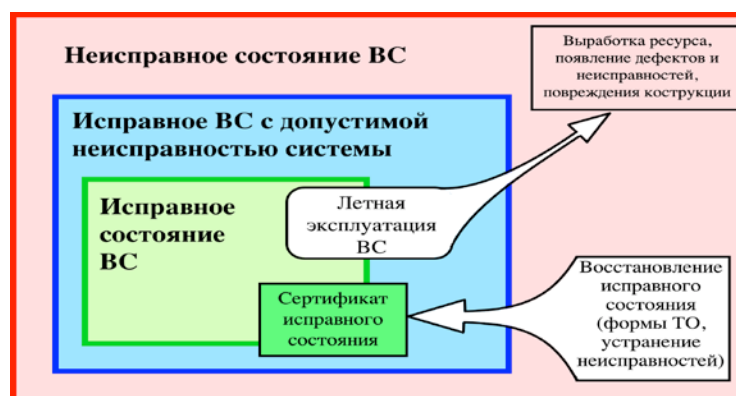 Неисправное состояние ВС
Выработка ресурса,
появление дефектов и
неисправностей,
повреждения кострукции
Исправное ВС с допустимой
неисправностью системы
Исправное
состояние
ВС
Летная
эксплуатация
ВС
Сертификат
исправного
состояния
Восстановление
исправного
состояния
(формы ТО,
устранение
неисправностей)